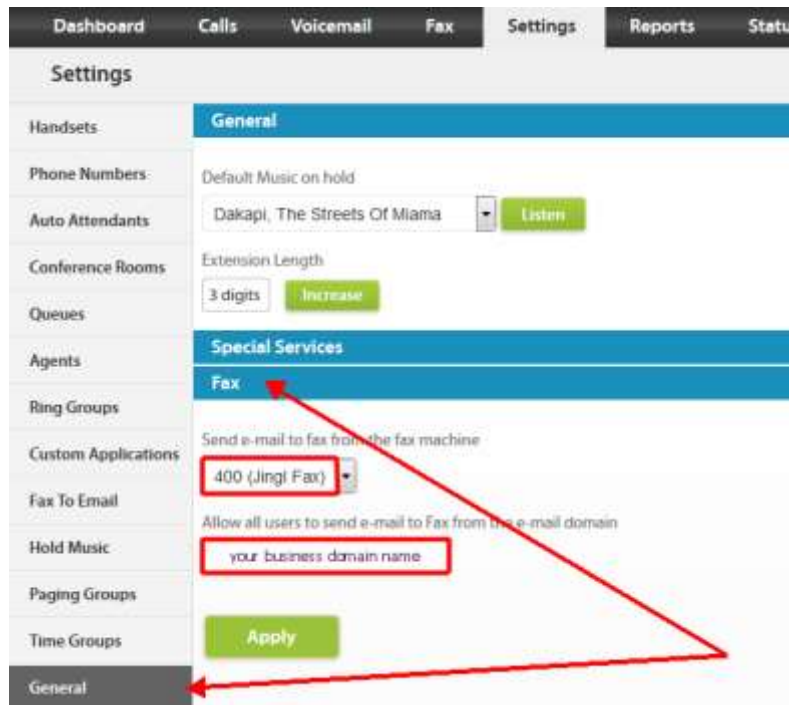 Dashboard Calls Voicemail Fax Settings Reports Statu
Settings
Handsets
Phone Numbers
Auto Attendants
Conference Rooms
Queues
Agents
Ring Groups
Custom Applications
Fax To Email
Hold Music
Paging Groups
Time Groups
General
General
Default Music on hold
Dakapi, The Streets Of Miama Listen
Extension Length
3 digits Increase
Special Services
Fax
Send e-mail to fax from the fax machine
400 (Jingl Fax)
Allow all users to send e-mail to Fax from the e-mail domain
your business domain name
Apply